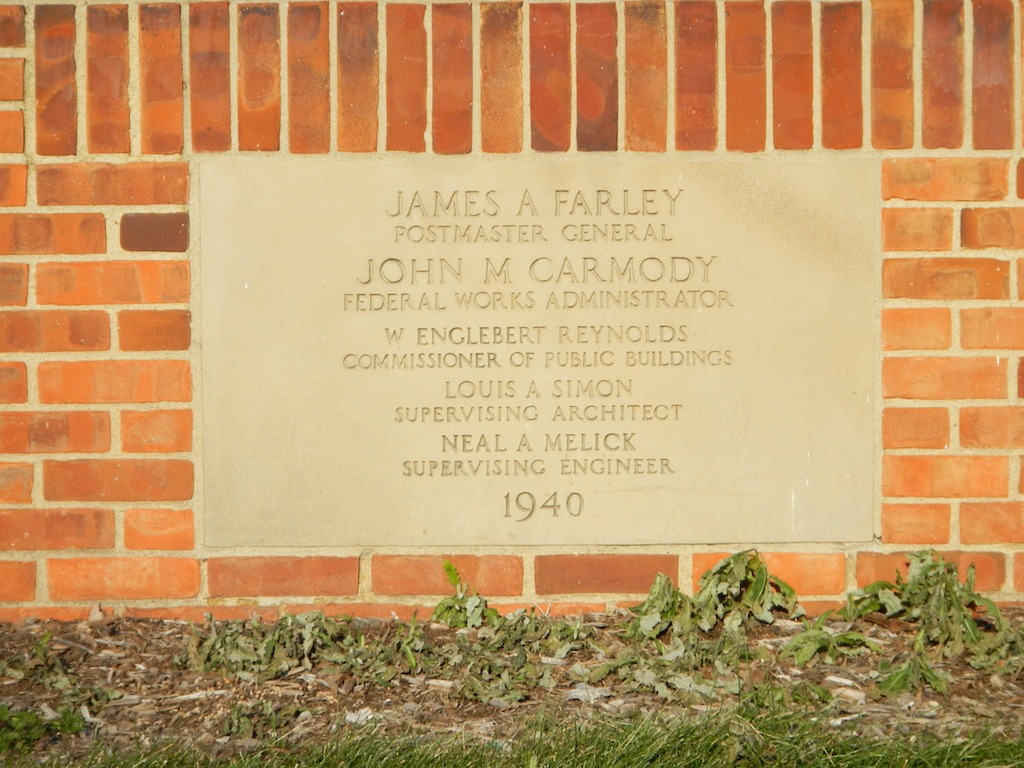 JAMES A FARLEY
POSTMASTER GENERAL
JOHN M CARMODY
FEDERAL WORKS ADMINISTRATOR
W ENGLEBERT REYNOLDS
COMMISSIONER OF PUBLIC BUILDINGS
LOUIS A SIMON
SUPERVISING ARCHITECT
NEAL A MELICK
SUPERVISING ENGINEER
1940